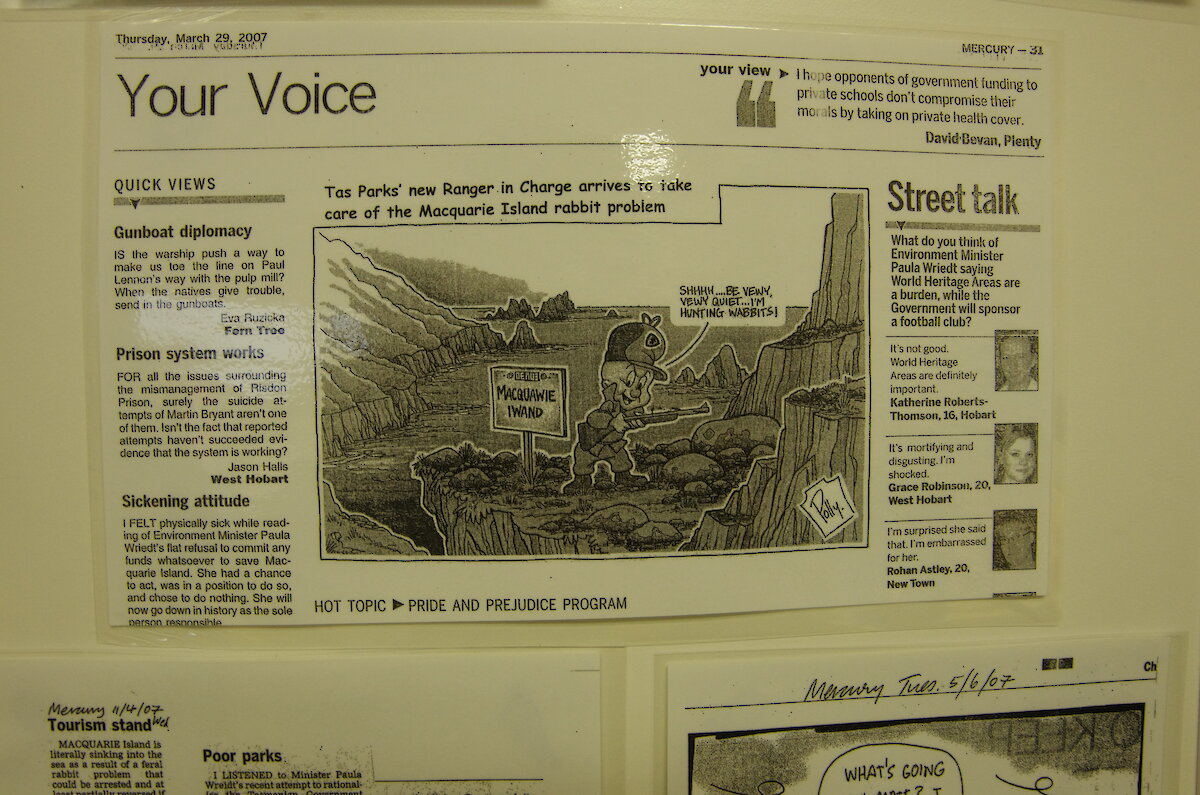 Thursday, March 29, 2007
MERCURY — 31
Your Voice
your view
I hope opponents of government funding to
private schools don't compromise their
morals by taking on private health cover.
David Bevan, Plenty
QUICK VIEWS
Gunboat diplomacy
IS the warship push a way to
make us toe the line on Paul
Lennon's way with the pulp mill?
When the natives give trouble,
send in the gunboats.
Eva Ruzicka
Fern Tree
Prison system works
FOR all the issues surrounding
the mismanagement of Risdon
Prison, surely the suicide at-
tempts of Martin Bryant aren't one
of them. Isn't the fact that reported
attempts haven't succeeded evi-
dence that the system is working?
Jason Halls
West Hobart
Sickening attitude
I FELT physically sick while read-
ing of Environment Minister Paula
Wriedt's flat refusal to commit any
funds whatsoever to save Mac-
quarie Island. She had a chance
to act, was in a position to do so,
and chose to do nothing. She will
now go down in history as the sole
person responsible
Tas Parks' new Ranger in Charge arrives to take
care of the Macquarie Island rabbit problem
SHHHH....BE VEWY,
VEWY QUIET...I'M
HUNTING WABBITS!
MACQUAWIE
IWAND
Polly.
HOT TOPIC ▶ PRIDE AND PREJUDICE PROGRAM
Street talk
What do you think of
Environment Minister
Paula Wriedt saying
World Heritage Areas are
a burden, while the
Government will sponsor
a football club?
It's not good.
World Heritage
Areas are definitely
important.
Katherine Roberts-
Thomson, 16, Hobart
It's mortifying and
disgusting. I'm
shocked.
Grace Robinson, 20,
West Hobart
I'm surprised she said
that. I'm embarrassed
for her.
Rohan Astley, 20,
New Town
Mercury 11/4/07
Wed
Tourism stand
MACQUARIE Island is
literally sinking into the
sea as a result of a feral
rabbit problem that
could be arrested and at
least partially reversed if
Poor parks
I LISTENED to Minister Paula
Wreidt's recent attempt to rational-
Ch
Mercury Tues. 5/6/07
O KEEP
WHAT'S GOING